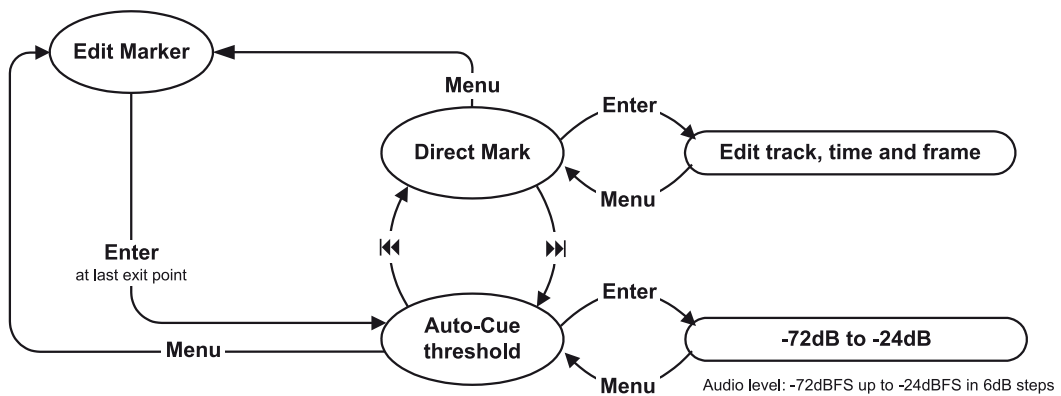 Edit Marker
Menu
Enter
Direct Mark
Edit track, time and frame
Menu
Enter
at last exit point
Enter
Auto-Cue
threshold
-72dB to -24dB
Menu
Menu
Audio level: -72dBFS up to -24dBFS in 6dB steps